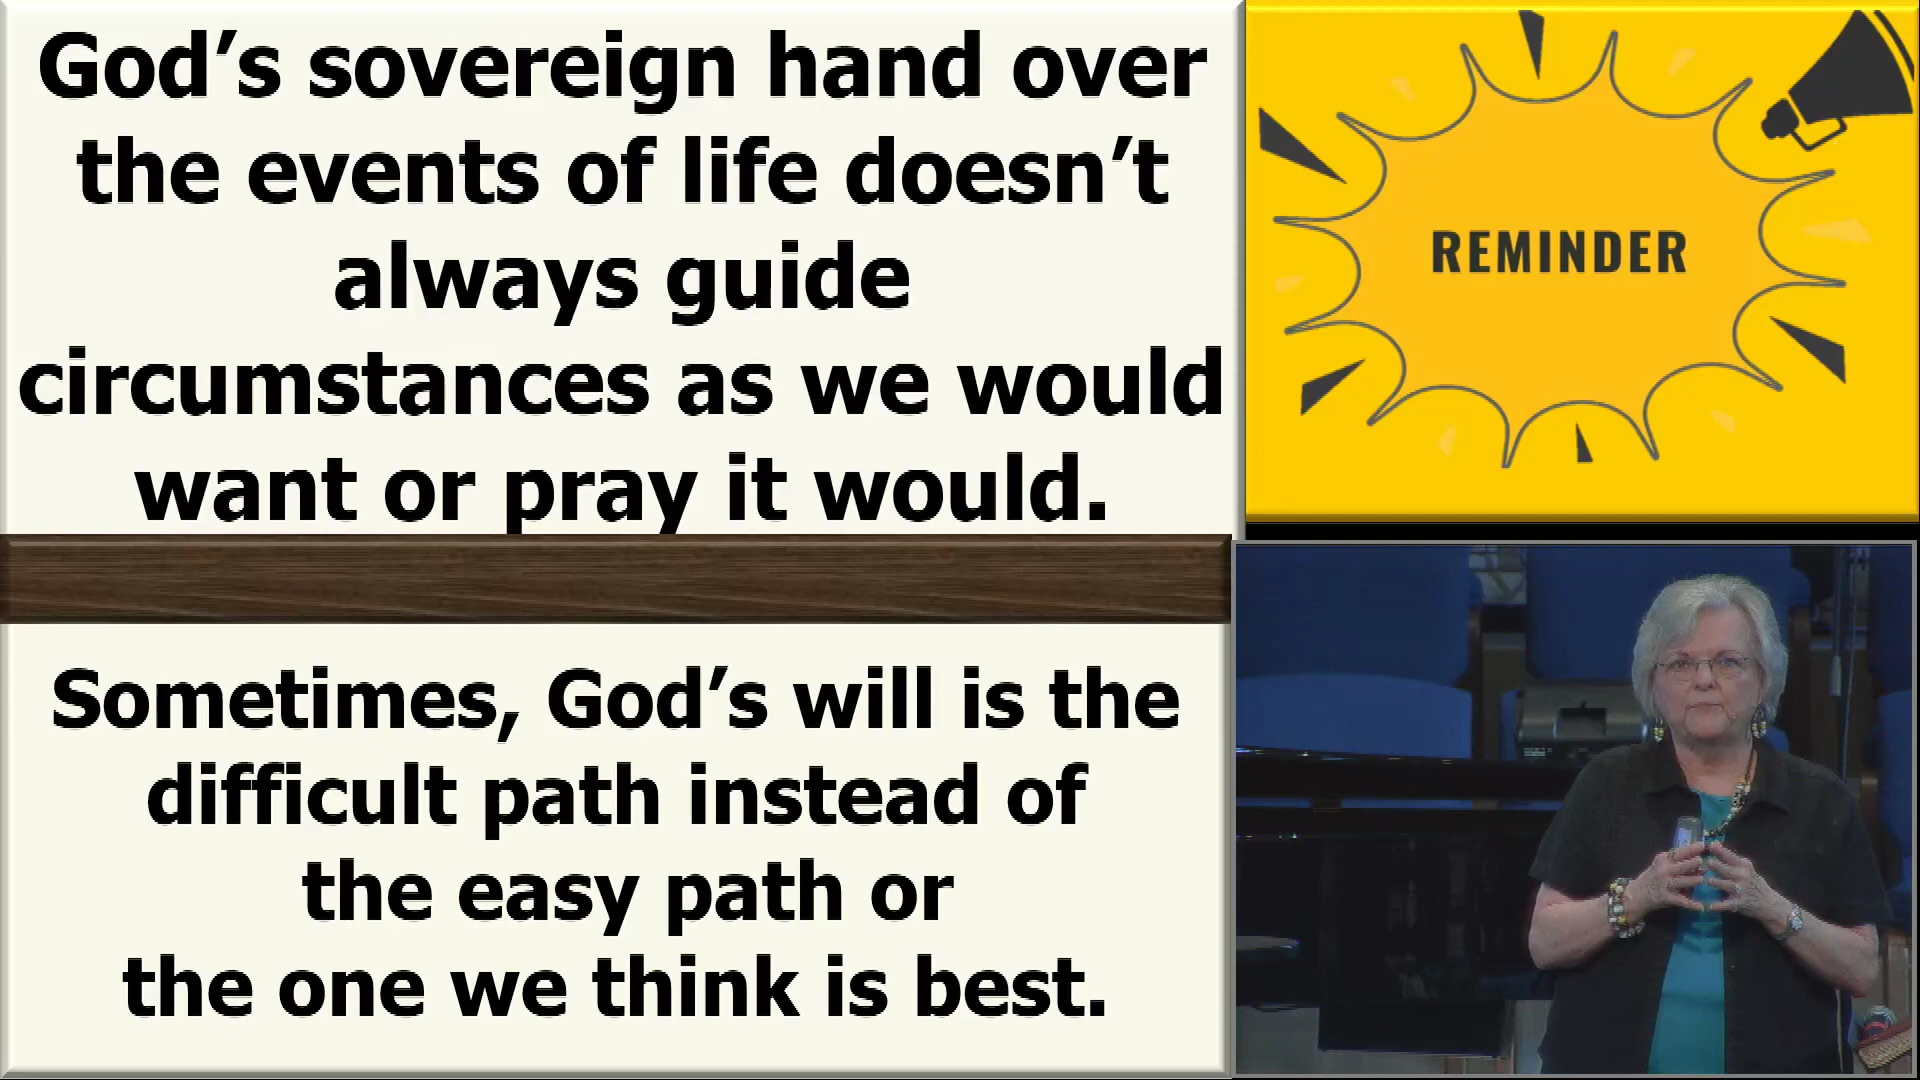 God’s sovereign hand over
the events of life doesn’t
always guide
circumstances as we would
want or pray it would.
Sometimes, God’s will is the
difficult path instead of
the easy path or
the one we think is best.
REMINDER